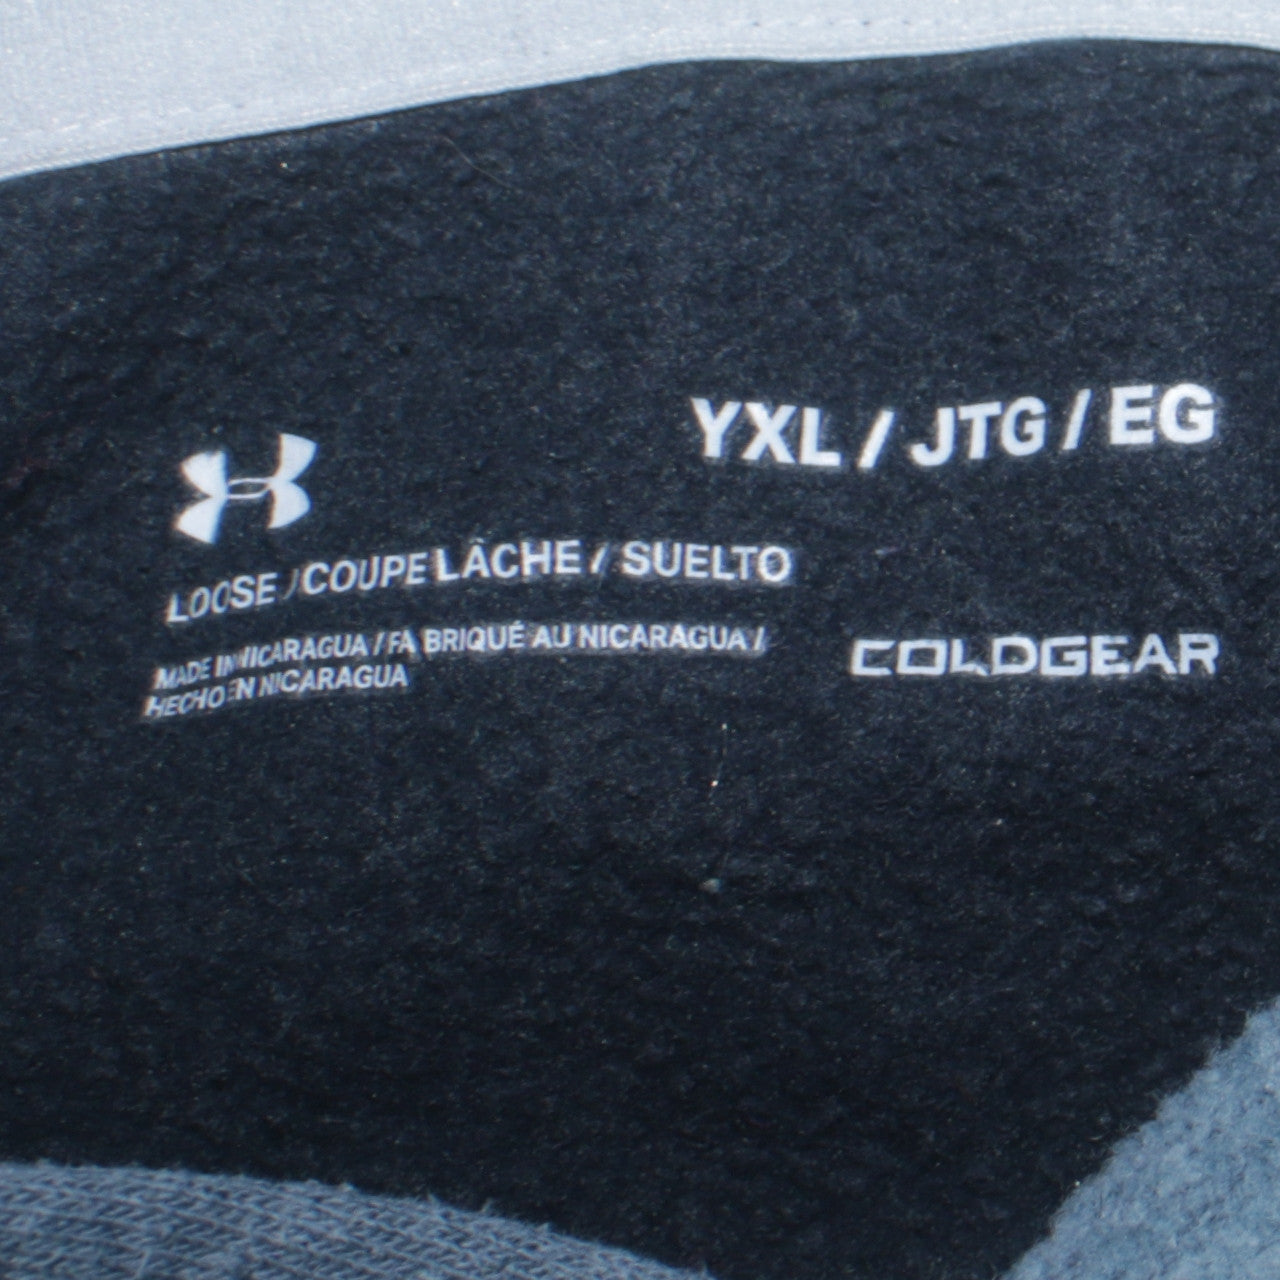 YXL / JTG / EG
LOOSE / COUPE LÂCHE / SUELTO
MADE IN NICARAGUA / FABRIQUÉ AU NICARAGUA /
HECHO EN NICARAGUA
COLDGEAR